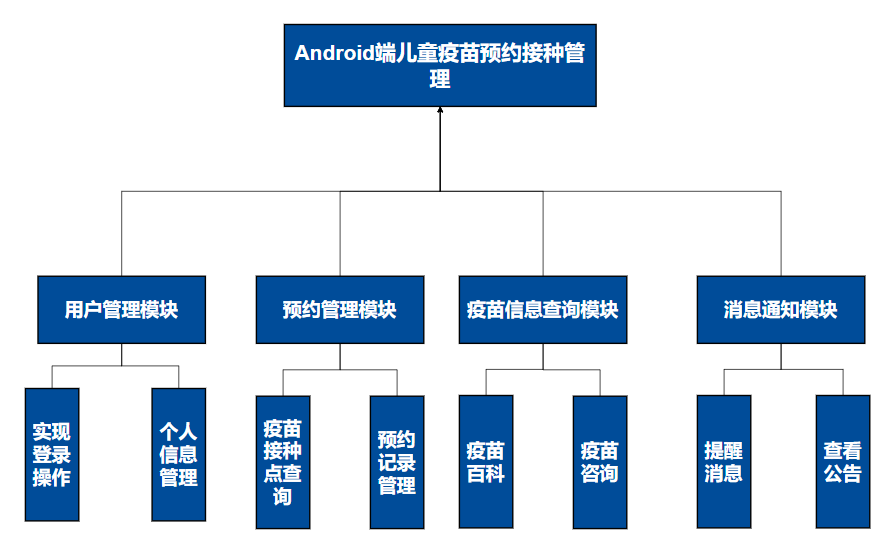 Android端儿童疫苗预约接种管
理
用户管理模块
预约管理模块
疫苗信息查询模块
消息通知模块
实现
登录
操作
个人
信息
管理
疫苗
接种
点查
询
预约
记录
管理
疫苗
百科
疫苗
咨询
提醒
消息
查看
公告